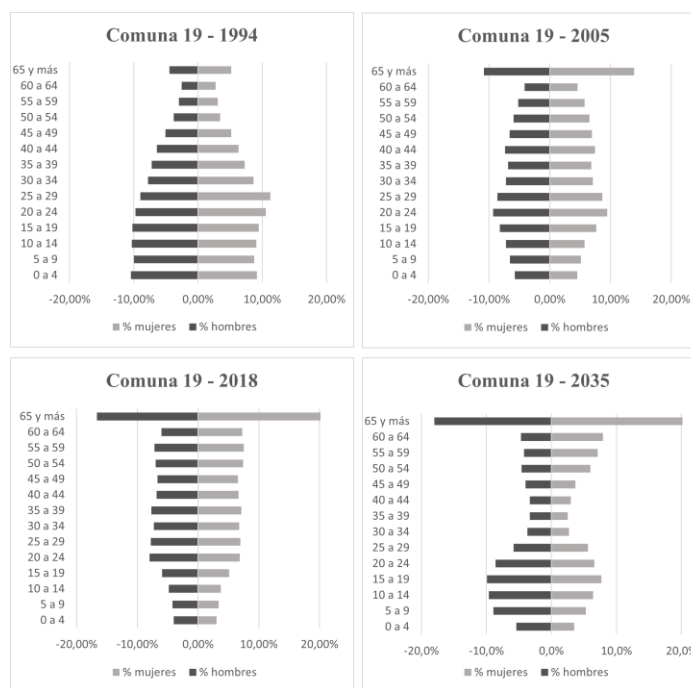 Comuna 19 - 1994
65 y más
60 a 64
55 a 59
50 a 54
45 a 49
40 a 44
35 a 39
30 a 34
25 a 29
20 a 24
15 a 19
10 a 14
5 a 9
0 a 4
-20,00% -10,00% 0,00% 10,00% 20,00%
% mujeres % hombres
Comuna 19 - 2005
65 y más
60 a 64
55 a 59
50 a 54
45 a 49
40 a 44
35 a 39
30 a 34
25 a 29
20 a 24
15 a 19
10 a 14
5 a 9
0 a 4
-20,00% -10,00% 0,00% 10,00% 20,00%
% mujeres % hombres
Comuna 19 - 2018
65 y más
60 a 64
55 a 59
50 a 54
45 a 49
40 a 44
35 a 39
30 a 34
25 a 29
20 a 24
15 a 19
10 a 14
5 a 9
0 a 4
-20,00% -10,00% 0,00% 10,00% 20,00%
% mujeres % hombres
Comuna 19 - 2035
65 y más
60 a 64
55 a 59
50 a 54
45 a 49
40 a 44
35 a 39
30 a 34
25 a 29
20 a 24
15 a 19
10 a 14
5 a 9
0 a 4
-20,0% -10,0% 0,0% 10,0% 20,0%
% mujeres % hombres